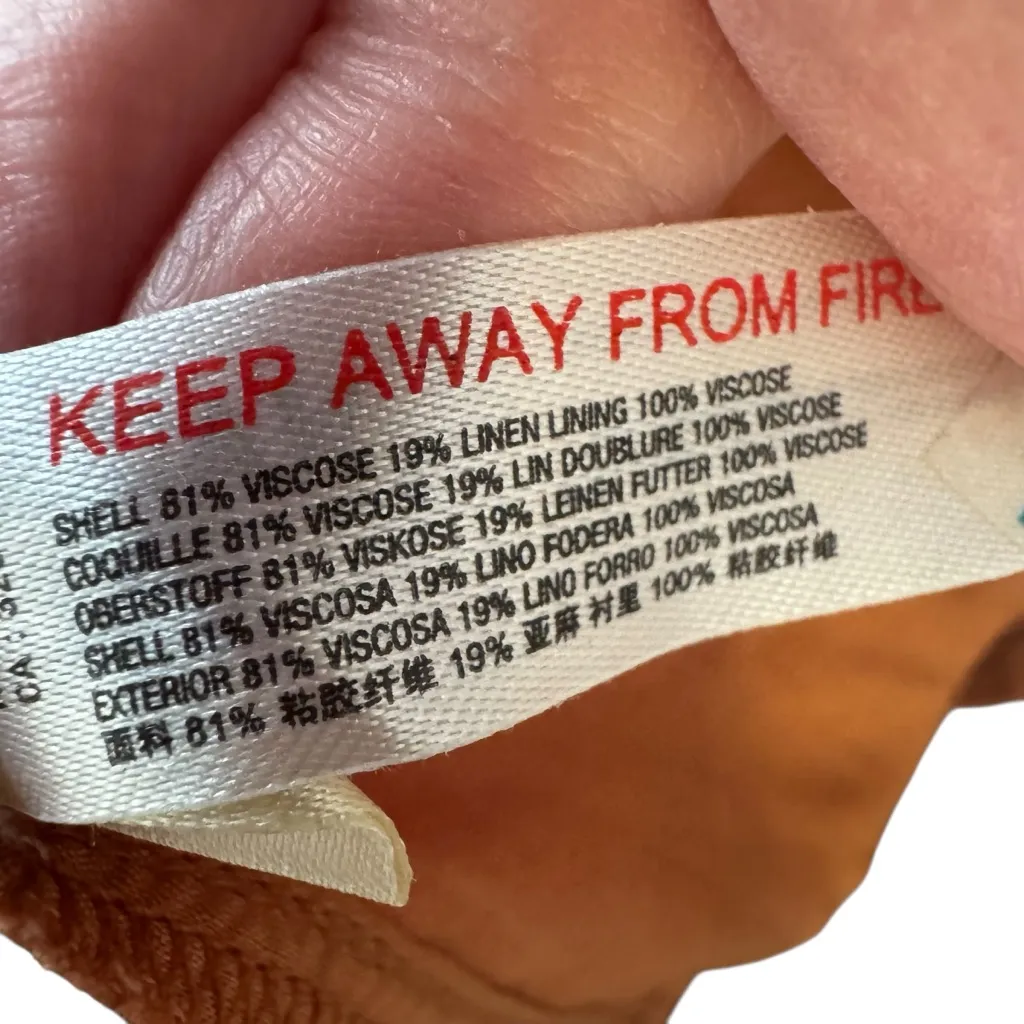 KEEP AWAY FROM FIRE
SHELL 81% VISCOSE 19% LINEN LINING 100% VISCOSE
COQUILLE 81% VISCOSE 19% LIN DOUBLURE 100% VISCOSE
OBERSTOFF 81% VISKOSE 19% LEINEN FUTTER 100% VISCOSE
SHELL 81% VISCOSA 19% LINO FODERA 100% VISCOSA
EXTERIOR 81% VISCOSA 19% LINO FORRO 100% VISCOSA
面料 81% 粘胶纤维 19% 亚麻 衬里 100% 粘胶纤维
CA